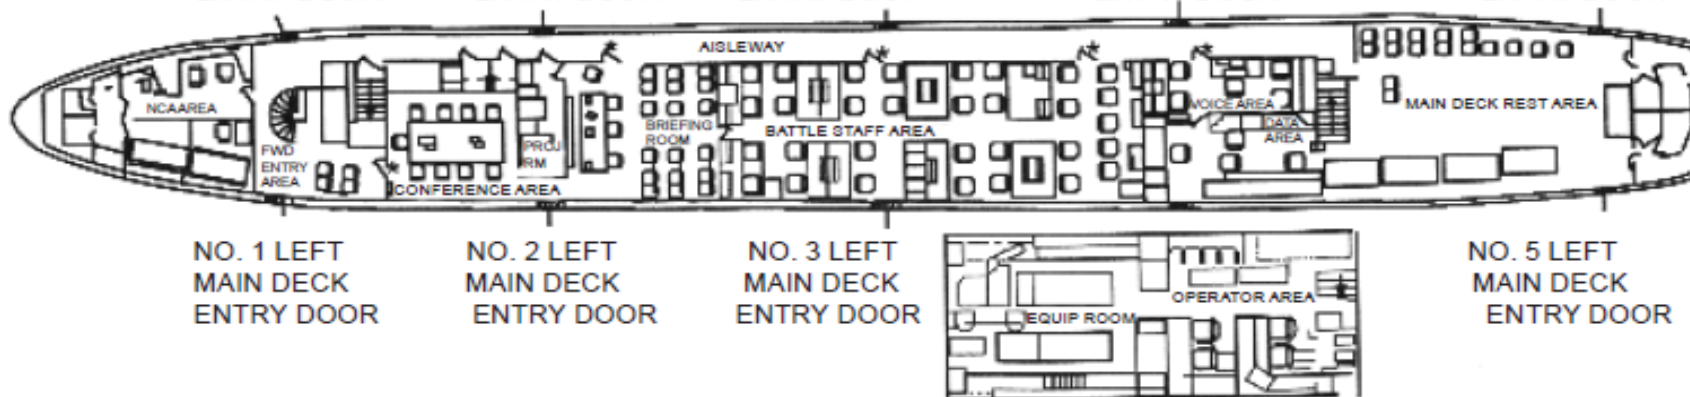 AISLEWAY
NCA AREA
FWD
ENTRY
AREA
CONFERENCE AREA
PROJ
RM
BRIEFING
ROOM
BATTLE STAFF AREA
VOICE AREA
DATA
AREA
MAIN DECK REST AREA
NO. 1 LEFT
MAIN DECK
ENTRY DOOR
NO. 2 LEFT
MAIN DECK
ENTRY DOOR
NO. 3 LEFT
MAIN DECK
ENTRY DOOR
EQUIP ROOM
OPERATOR AREA
NO. 5 LEFT
MAIN DECK
ENTRY DOOR